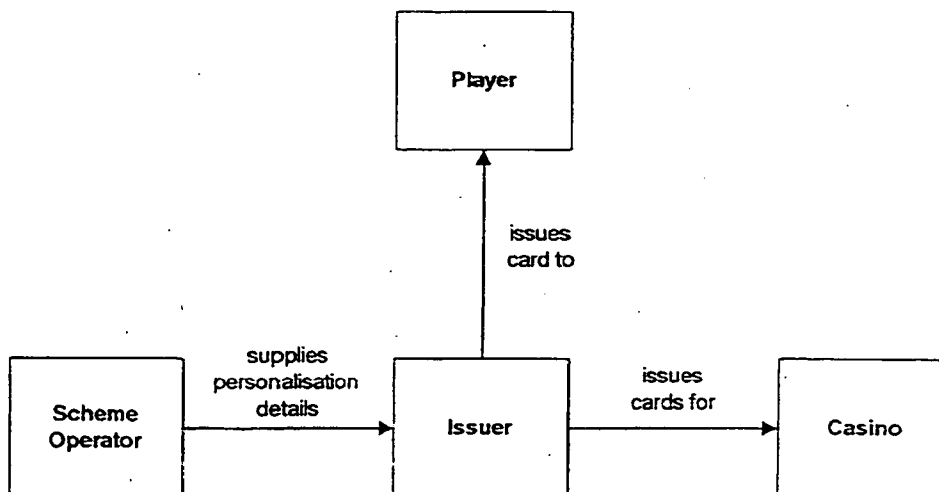 Player
issues
card to
supplies
personalisation
details
issues
cards for
Scheme
Operator
Issuer
Casino